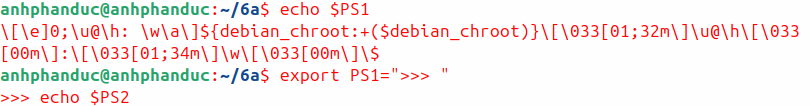 anhphanduc@anhphanduc:~/6a$ echo $PS1
\[\e]0;\u@\h: \w\a\]${debian_chroot:+($debian_chroot)}\[\033[01;32m\]\u@\h\[\033
[00m\]:\[\033[01;34m\]\w\[\033[00m\]\$
anhphanduc@anhphanduc:~/6a$ export PS1=">>> "
>>> echo $PS2